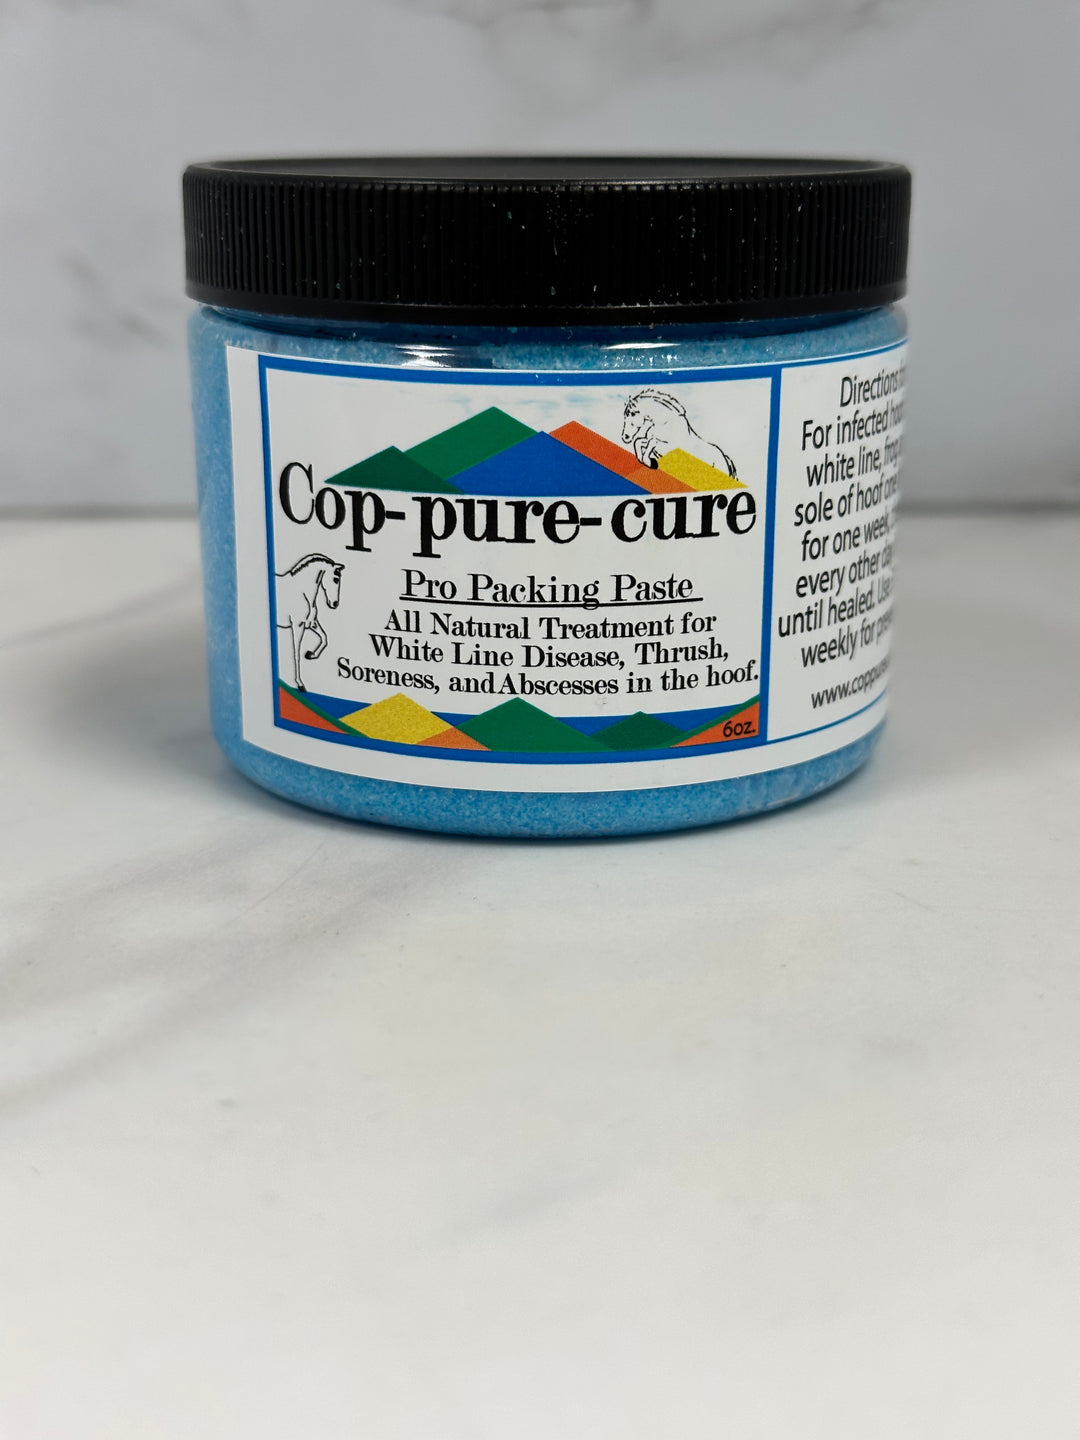 Cop-pure-cure
Pro Packing Paste
All Natural Treatment for
White Line Disease, Thrush,
Soreness, and Abscesses in the hoof.
6oz.
Directions
For infected
white line, frog
sole of hoof one
for one week,
every other day
until healed. Use
weekly for